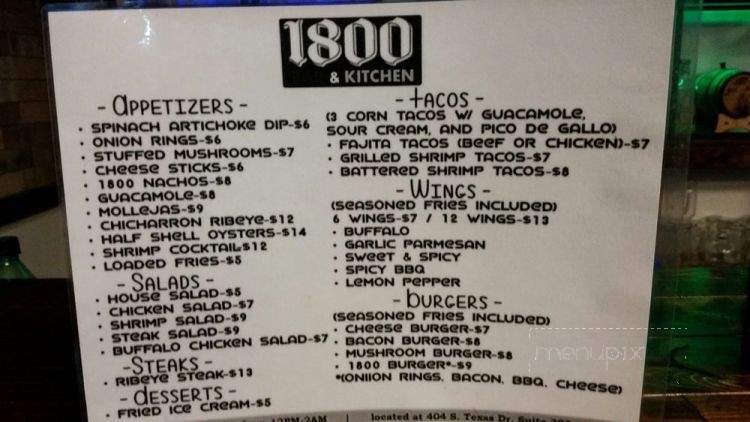 1800
BAR
& KITCHEN
- APPETIZERS -
• SPINACH ARTICHOKE DIP-$6
• ONION RINGS-$6
• STUFFED MUSHROOMS-$7
• CHEESE STICKS-$6
• 1800 NACHOS-$8
• GUACAMOLE-$8
• MOLLEJAS-$9
• CHICHARRON RIBEYE-$12
• HALF SHELL OYSTERS-$14
• SHRIMP COCKTAIL-$12
• LOADED FRIES-$5
- SALADS -
• HOUSE SALAD-$5
• CHICKEN SALAD-$7
• SHRIMP SALAD-$9
• STEAK SALAD-$9
• BUFFALO CHICKEN SALAD-$7
- STEAKS -
• RIBEYE STEAK-$13
- DESSERTS -
• FRIED ICE CREAM-$5
- TACOS -
(3 CORN TACOS W/ GUACAMOLE,
SOUR CREAM, AND PICO DE GALLO)
• FAJITA TACOS (BEEF OR CHICKEN)-$7
• GRILLED SHRIMP TACOS-$7
• BATTERED SHRIMP TACOS-$8
- WINGS -
(SEASONED FRIES INCLUDED)
6 WINGS-$7 / 12 WINGS-$13
• BUFFALO
• GARLIC PARMESAN
• SWEET & SPICY
• SPICY BBQ
• LEMON PEPPER
- BURGERS -
(SEASONED FRIES INCLUDED)
• CHEESE BURGER-$7
• BACON BURGER-$8
• MUSHROOM BURGER-$8
• 1800 BURGER*-$9
*(ONIION RINGS, BACON, BBQ, CHEESE)
menupix
12PM-2AM | located at 404 S. Texas Dr. Suite